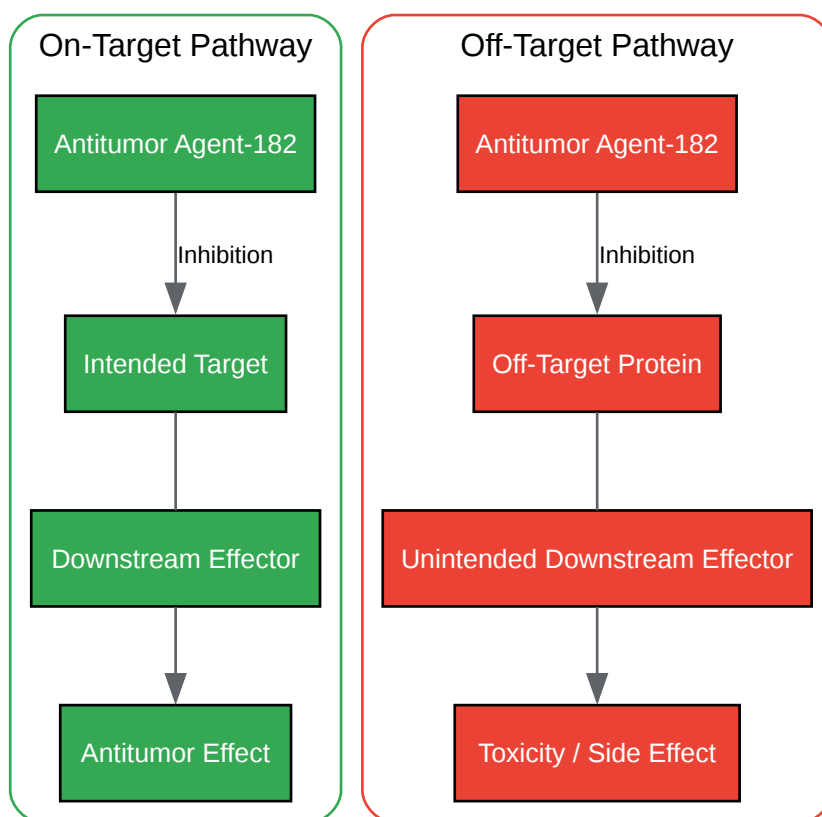 On-Target Pathway
Antitumor Agent-182
Inhibition
Intended Target
Downstream Effector
Antitumor Effect
Off-Target Pathway
Antitumor Agent-182
Inhibition
Off-Target Protein
Unintended Downstream Effector
Toxicity / Side Effect